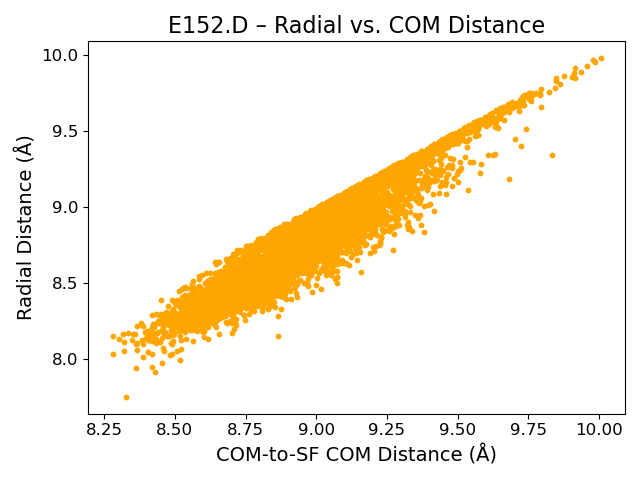 E152.D – Radial vs. COM Distance
Radial Distance (Å)
10.0
9.5
9.0
8.5
8.0
8.25 8.50 8.75 9.00 9.25 9.50 9.75 10.00
COM-to-SF COM Distance (Å)